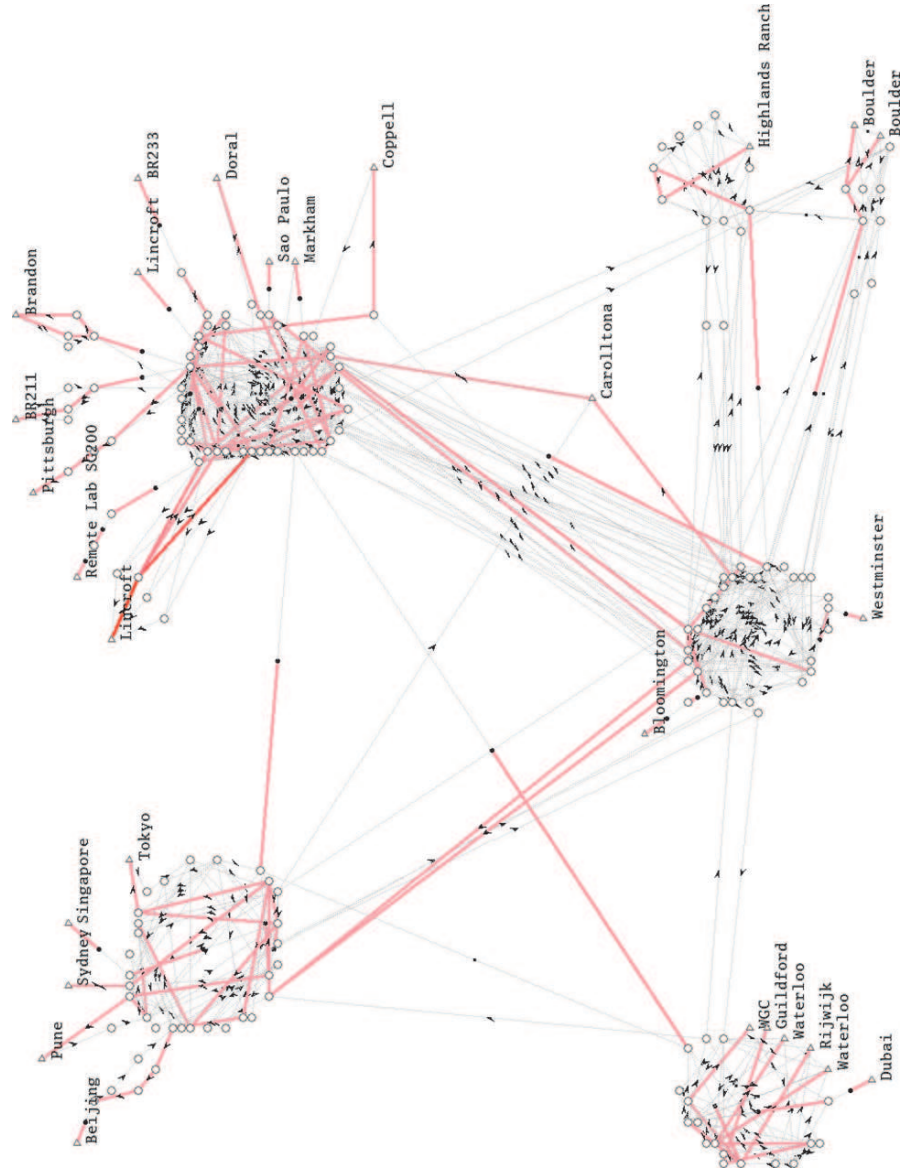 Highlands Ranch
Boulder
Boulder
BR233
Lincroft
Doral
Sao Paulo
Markham
Coppell
Brandon
BR211
Pittsburgh
Remote Lab SG200
Lincroft
Carolltona
Westminster
Bloomington
Tokyo
Singapore
Sydney
Pune
Beijing
WGC
Guildford
Waterloo
Rijwijk
Waterloo
Dubai